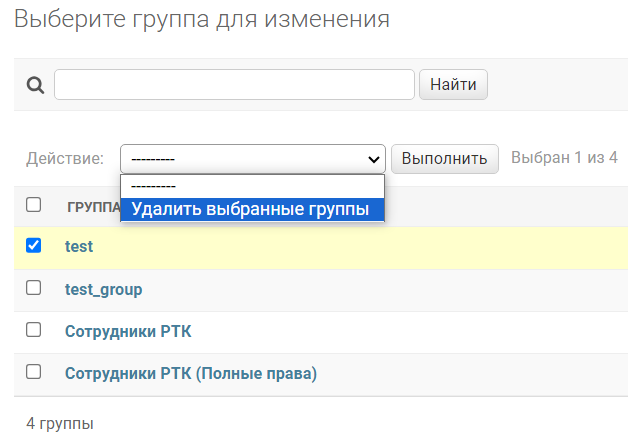 Выберите группа для изменения
Найти
Действие: --------- Выполнить Выбран 1 из 4
---------
Удалить выбранные группы
ГРУППА
test
test_group
Сотрудники РТК
Сотрудники РТК (Полные права)
4 группы